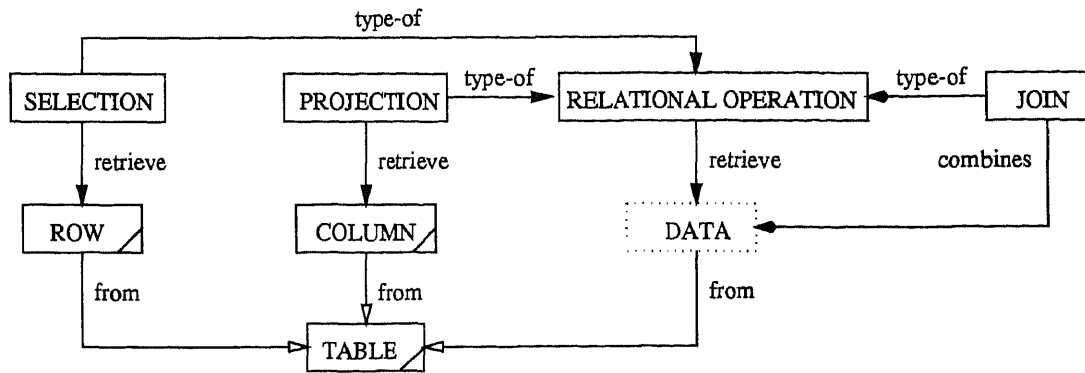 type-of
SELECTION
PROJECTION
type-of
RELATIONAL OPERATION
type-of
JOIN
retrieve
retrieve
retrieve
combines
ROW
COLUMN
DATA
from
from
from
TABLE